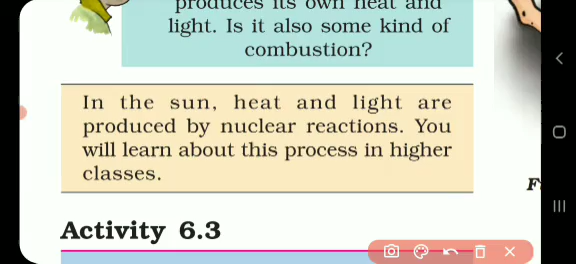 produces its own heat and
light. Is it also some kind of
combustion?
In the sun, heat and light are
produced by nuclear reactions. You
will learn about this process in higher
classes.
Activity 6.3
F